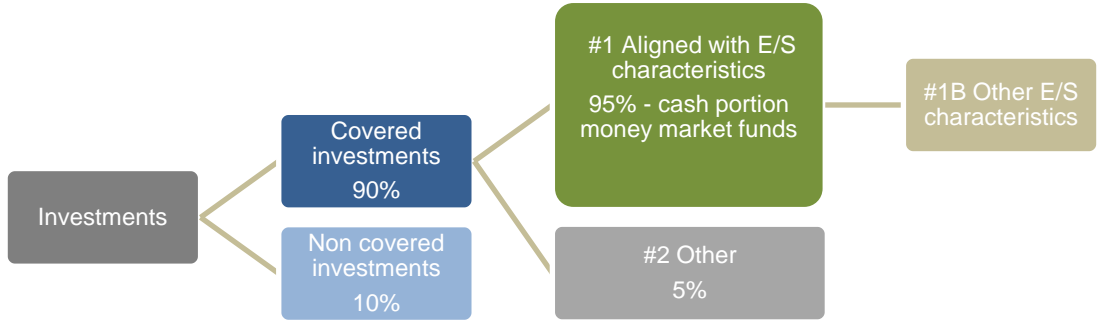 Investments
Covered
investments
90%
Non covered
investments
10%
#1 Aligned with E/S
characteristics
95% - cash portion
money market funds
#2 Other
5%
#1B Other E/S
characteristics